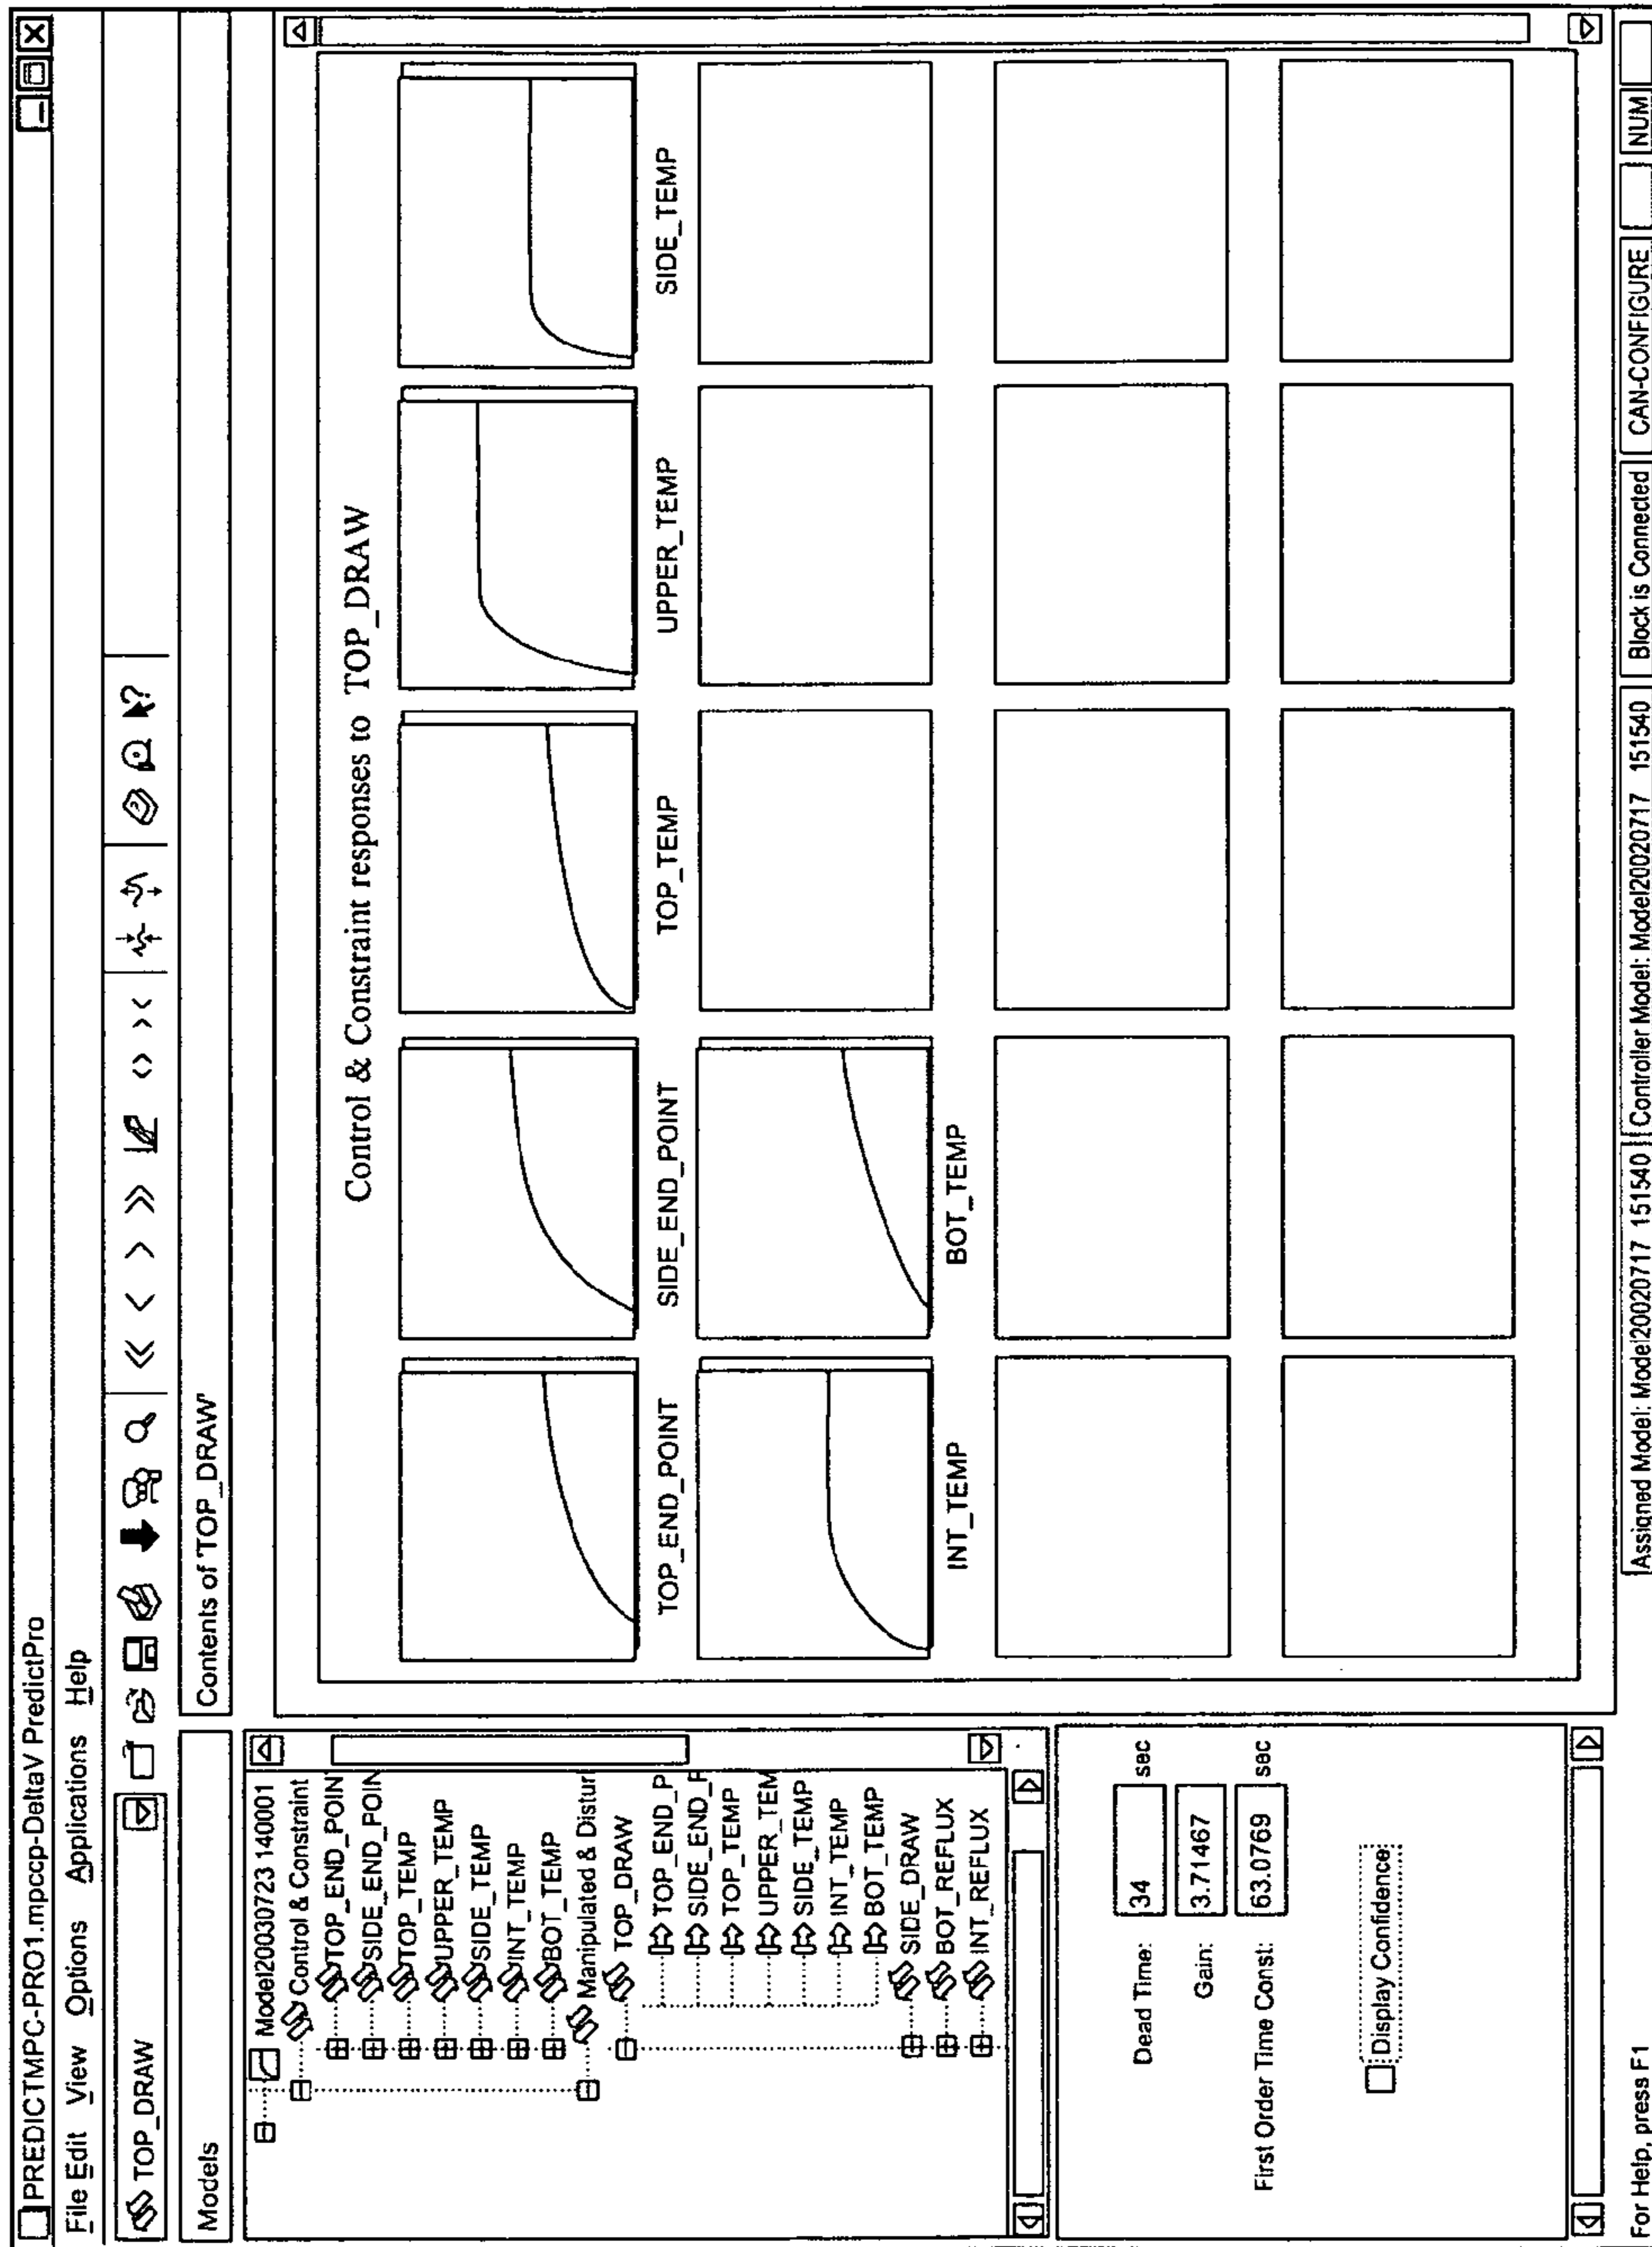 PREDICTMPC-PRO1.mpccp-DeltaV PredictPro
File Edit View Options Applications Help
TOP_DRAW
Models
Contents of 'TOP_DRAW'
Model20030723 140001
Control & Constraint
TOP_END_POIN
SIDE_END_POIN
TOP_TEMP
UPPER_TEMP
SIDE_TEMP
INT_TEMP
BOT_TEMP
Manipulated & Distur
TOP_DRAW
TOP_END_P
SIDE_END_P
TOP_TEMP
UPPER_TEM
SIDE_TEMP
INT_TEMP
BOT_TEMP
SIDE_DRAW
BOT_REFLUX
INT_REFLUX
Dead Time: 34 sec
Gain: 3.71467
First Order Time Const: 63.0769 sec
Display Confidence
Control & Constraint responses to TOP_DRAW
TOP_END_POINT SIDE_END_POINT TOP_TEMP UPPER_TEMP SIDE_TEMP
INT_TEMP BOT_TEMP
For Help, press F1 Assigned Model: Model20020717 151540 Controller Model: Model20020717 151540 Block is Connected CAN-CONFIGURE NUM